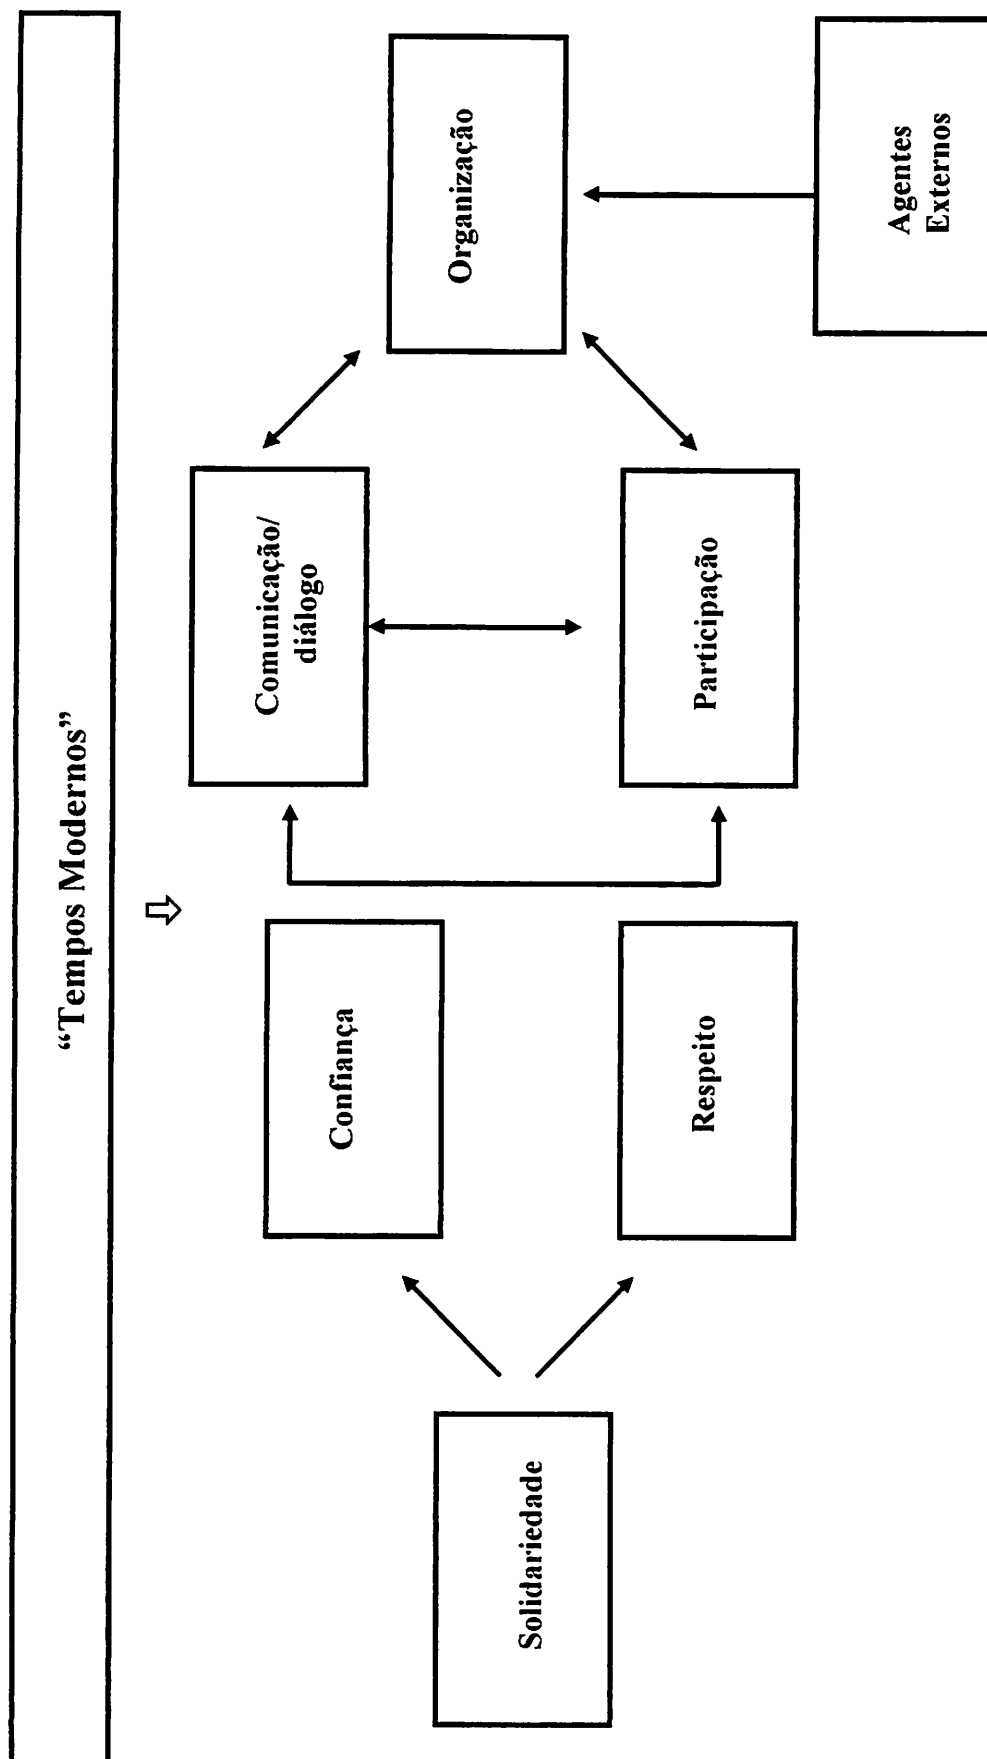 “Tempos Modernos”
Solidariedade
Confiança
Respeito
Comunicação/
diálogo
Participação
Organização
Agentes
Externos